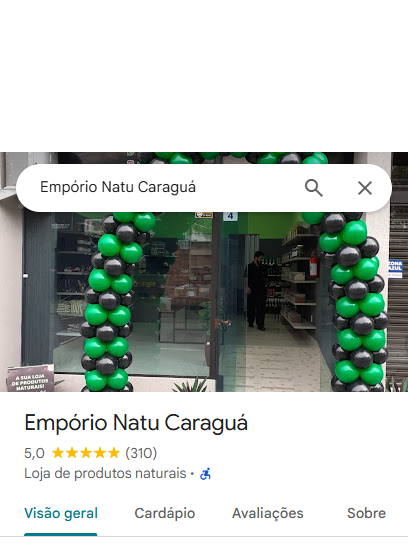 Empório Natu Caraguá
4
ZONA
AZUL
A SUA LOJA
DE PRODUTOS
NATURAIS!
Empório Natu Caraguá
5,0 (310)
Loja de produtos naturais ·
Visão geral Cardápio Avaliações Sobre